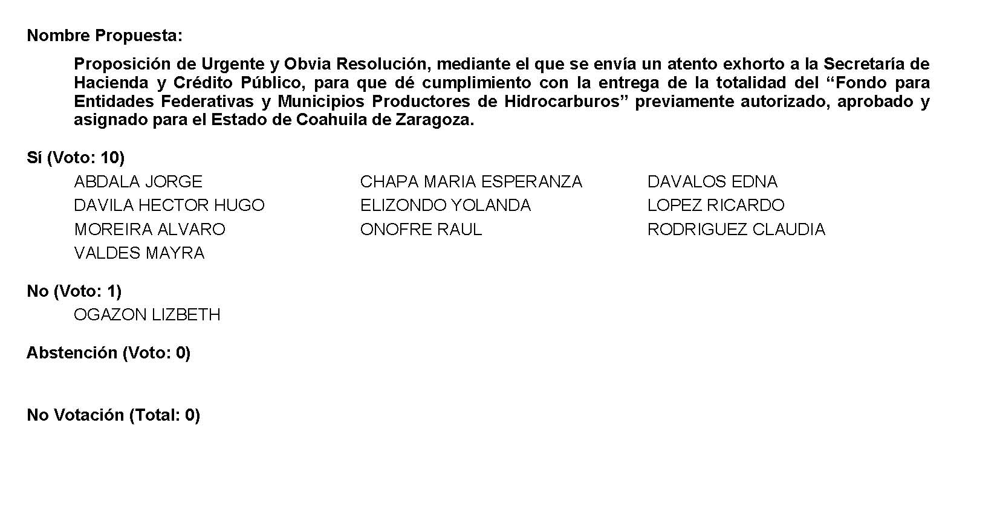 Nombre Propuesta:
Proposición de Urgente y Obvia Resolución, mediante el que se envía un atento exhorto a la Secretaría de
Hacienda y Crédito Público, para que dé cumplimiento con la entrega de la totalidad del “Fondo para
Entidades Federativas y Municipios Productores de Hidrocarburos” previamente autorizado, aprobado y
asignado para el Estado de Coahuila de Zaragoza.
Sí (Voto: 10)
ABDALA JORGE CHAPA MARIA ESPERANZA DAVALOS EDNA
DAVILA HECTOR HUGO ELIZONDO YOLANDA LOPEZ RICARDO
MOREIRA ALVARO ONOFRE RAUL RODRIGUEZ CLAUDIA
VALDES MAYRA
No (Voto: 1)
OGAZON LIZBETH
Abstención (Voto: 0)
No Votación (Total: 0)